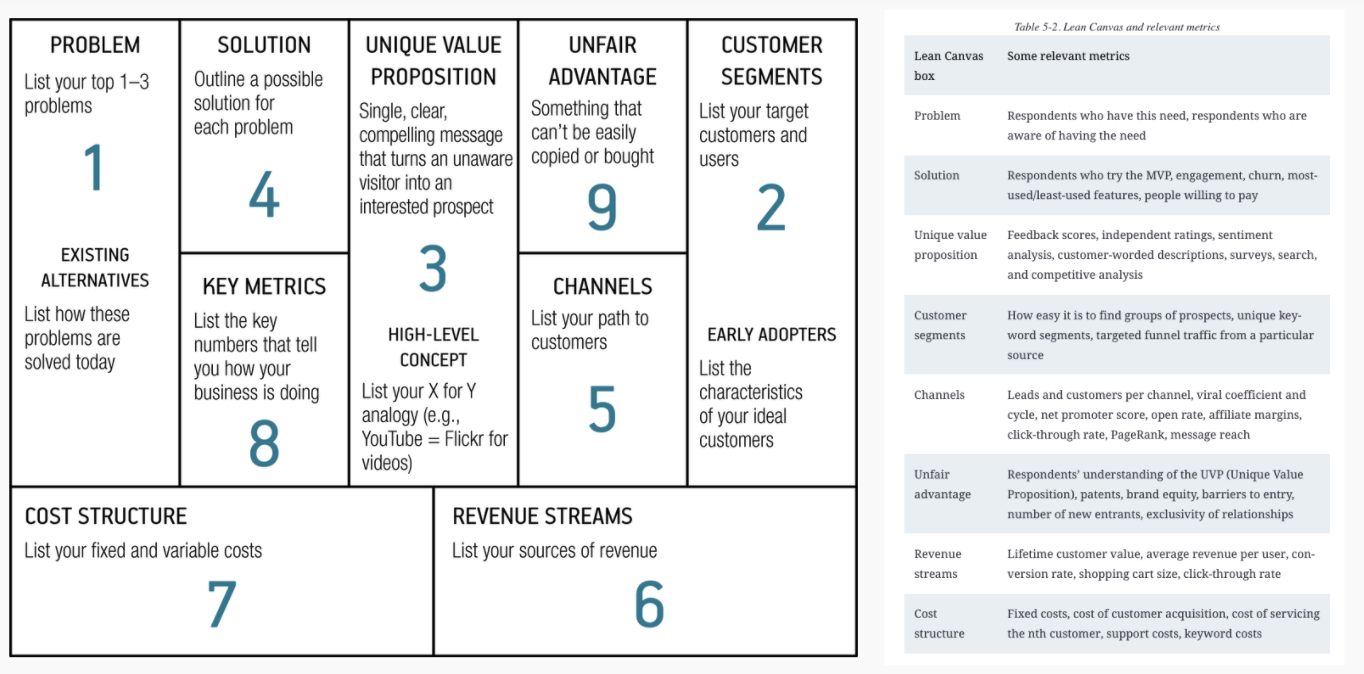 PROBLEM
List your top 1–3
problems
1
EXISTING
ALTERNATIVES
List how these
problems are
solved today
SOLUTION
Outline a possible
solution for
each problem
4
KEY METRICS
List the key
numbers that tell
you how your
business is doing
8
UNIQUE VALUE
PROPOSITION
Single, clear,
compelling message
that turns an unaware
visitor into an
interested prospect
3
HIGH-LEVEL
CONCEPT
List your X for Y
analogy (e.g.,
YouTube = Flickr for
videos)
UNFAIR
ADVANTAGE
Something that
can't be easily
copied or bought
9
CHANNELS
List your path to
customers
5
CUSTOMER
SEGMENTS
List your target
customers and
users
2
EARLY ADOPTERS
List the
characteristics
of your ideal
customers
COST STRUCTURE
List your fixed and variable costs
7
REVENUE STREAMS
List your sources of revenue
6
Table 5-2. Lean Canvas and relevant metrics
Lean Canvas
box
Some relevant metrics
Problem
Respondents who have this need, respondents who are
aware of having the need
Solution
Respondents who try the MVP, engagement, churn, most-
used/least-used features, people willing to pay
Unique value
proposition
Feedback scores, independent ratings, sentiment
analysis, customer-worded descriptions, surveys, search,
and competitive analysis
Customer
segments
How easy it is to find groups of prospects, unique key-
word segments, targeted funnel traffic from a particular
source
Channels
Leads and customers per channel, viral coefficient and
cycle, net promoter score, open rate, affiliate margins,
click-through rate, PageRank, message reach
Unfair
advantage
Respondents' understanding of the UVP (Unique Value
Proposition), patents, brand equity, barriers to entry,
number of new entrants, exclusivity of relationships
Revenue
streams
Lifetime customer value, average revenue per user, con-
version rate, shopping cart size, click-through rate
Cost
structure
Fixed costs, cost of customer acquisition, cost of servicing
the nth customer, support costs, keyword costs